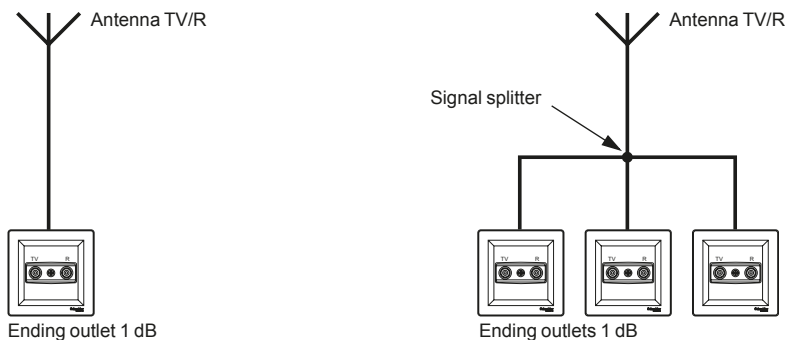 Antenna TV/R
Antenna TV/R
Signal splitter
TV R
TV R
TV R
TV R
Ending outlet 1 dB
Ending outlets 1 dB